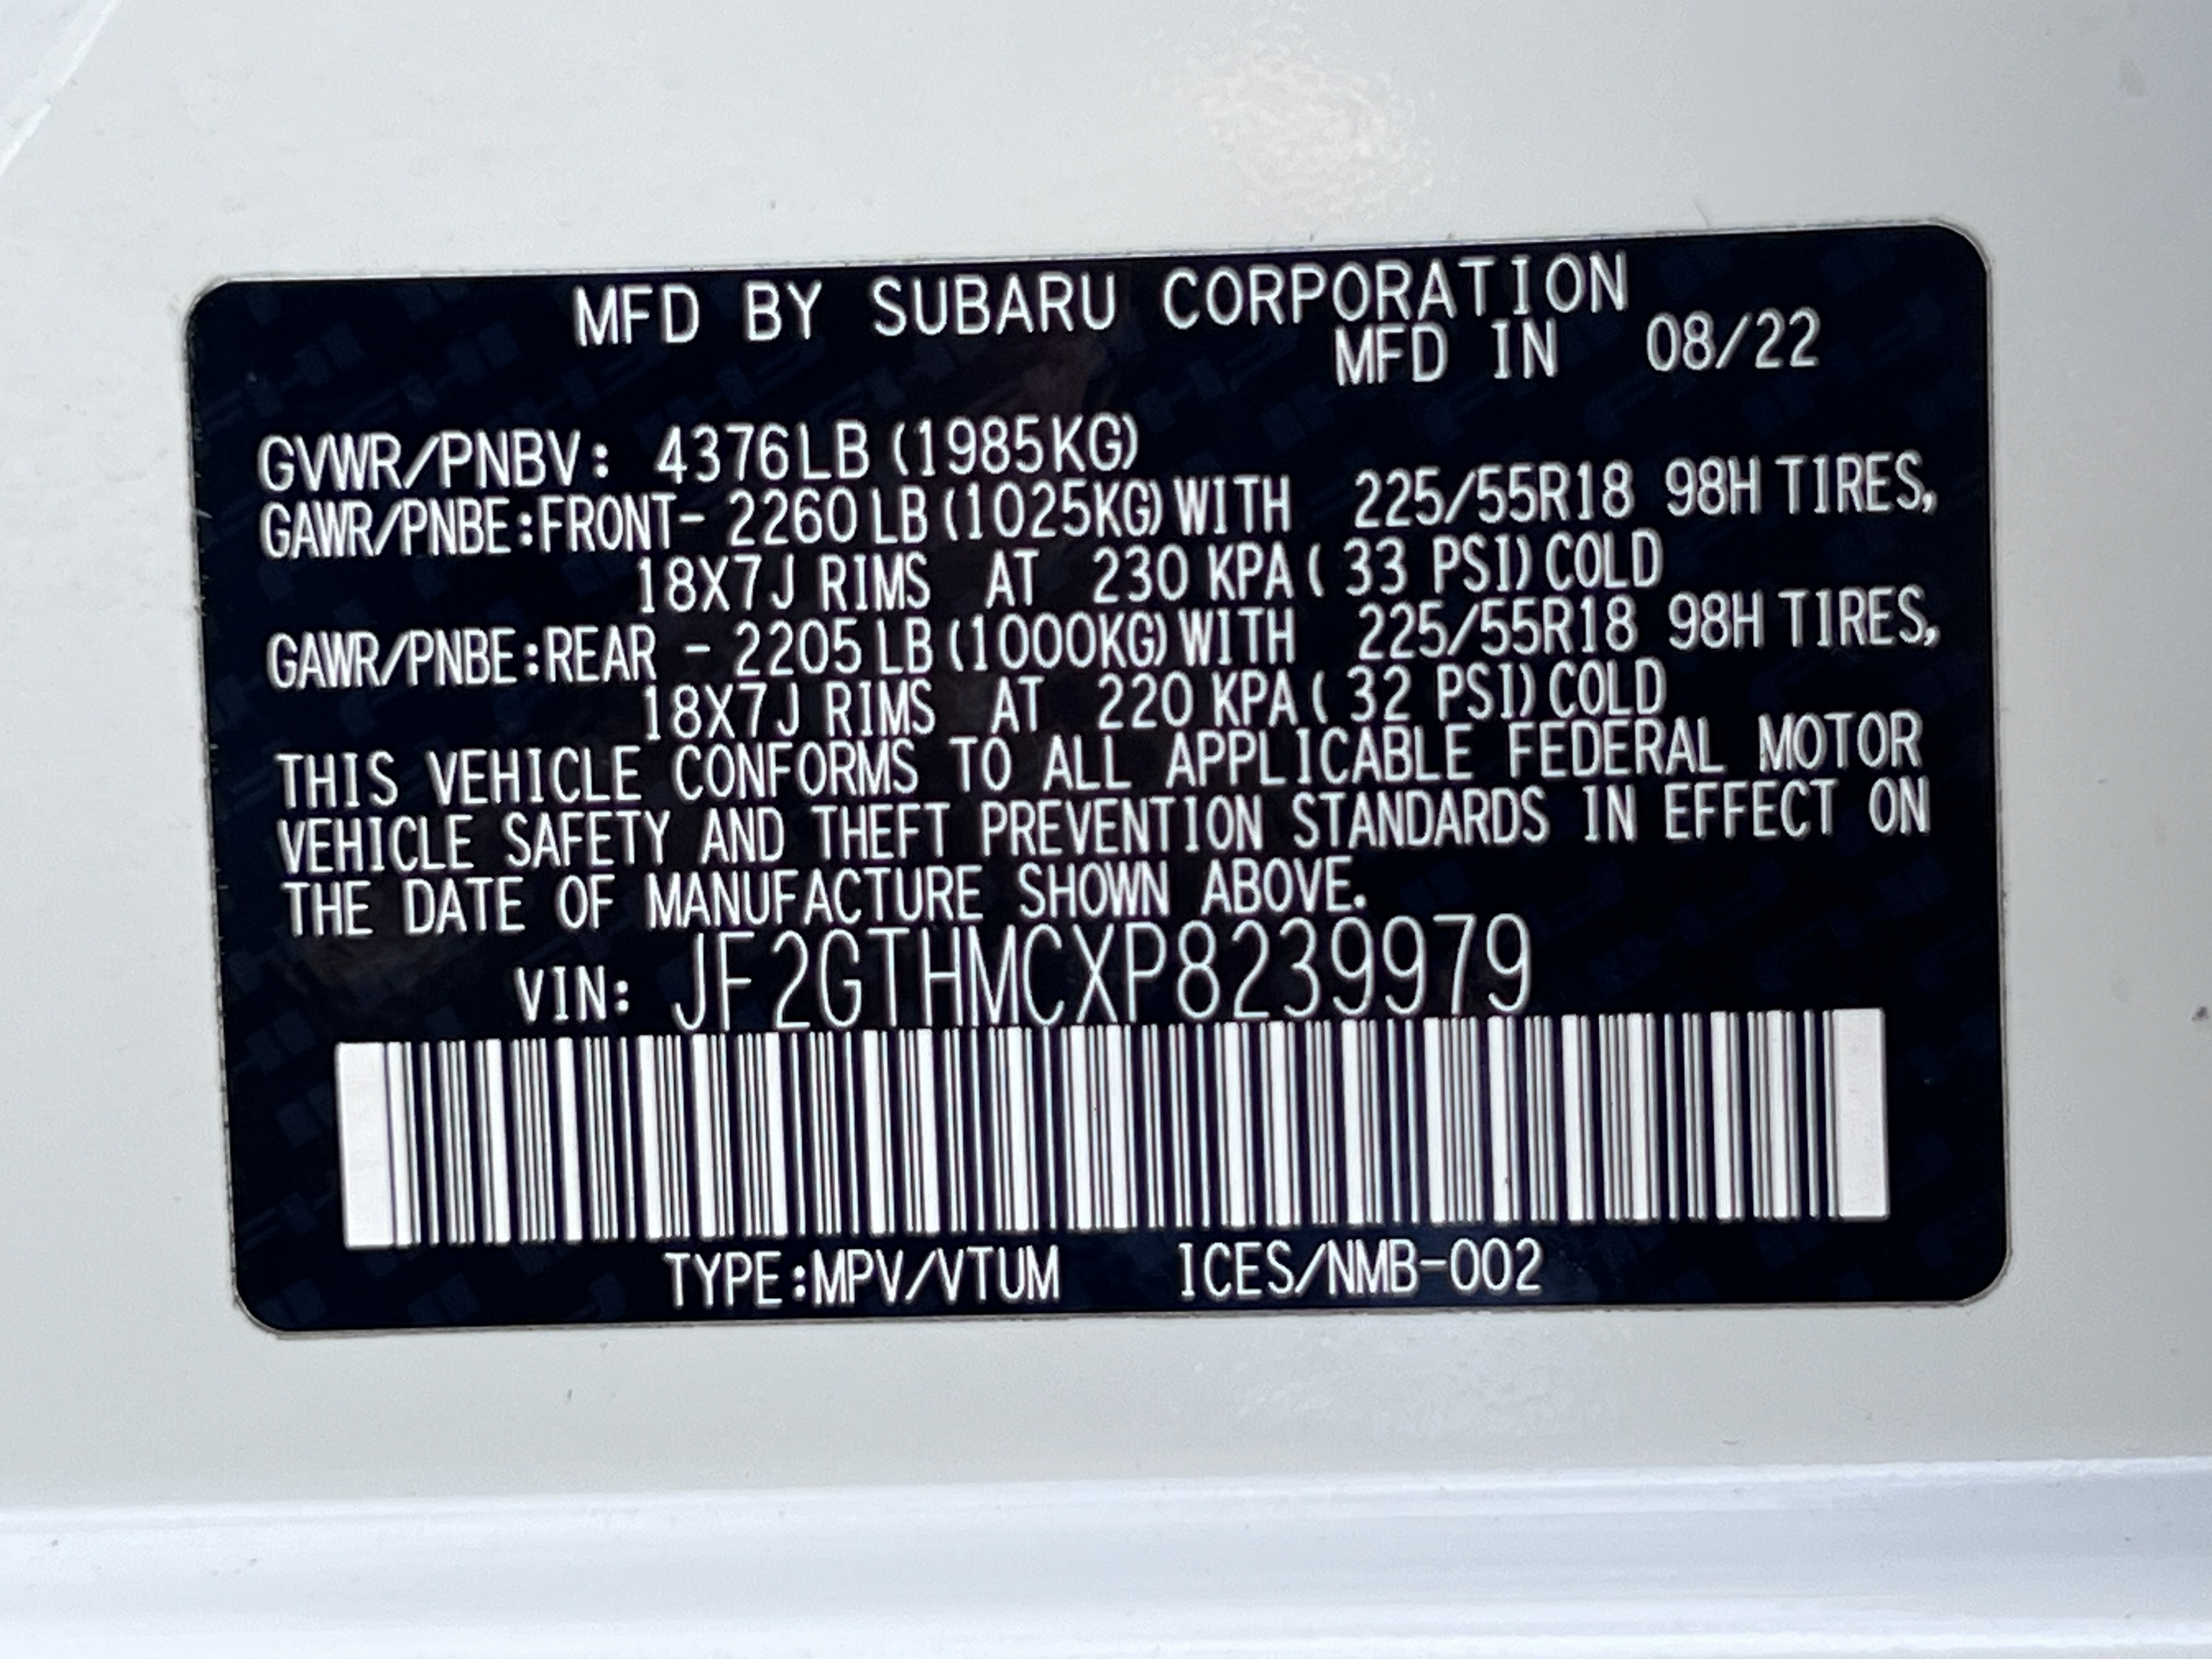 MFD BY SUBARU CORPORATION
MFD IN 08/22
GVWR/PNBV: 4376LB (1985KG)
GAWR/PNBE:FRONT- 2260LB (1025KG) WITH 225/55R18 98H TIRES,
18X7J RIMS AT 230 KPA ( 33 PSI) COLD
GAWR/PNBE:REAR - 2205LB (1000KG) WITH 225/55R18 98H TIRES,
18X7J RIMS AT 220 KPA ( 32 PSI) COLD
THIS VEHICLE CONFORMS TO ALL APPLICABLE FEDERAL MOTOR
VEHICLE SAFETY AND THEFT PREVENTION STANDARDS IN EFFECT ON
THE DATE OF MANUFACTURE SHOWN ABOVE.
VIN: JF2GTHMCXP8239979
TYPE:MPV/VTUM ICES/NMB-002